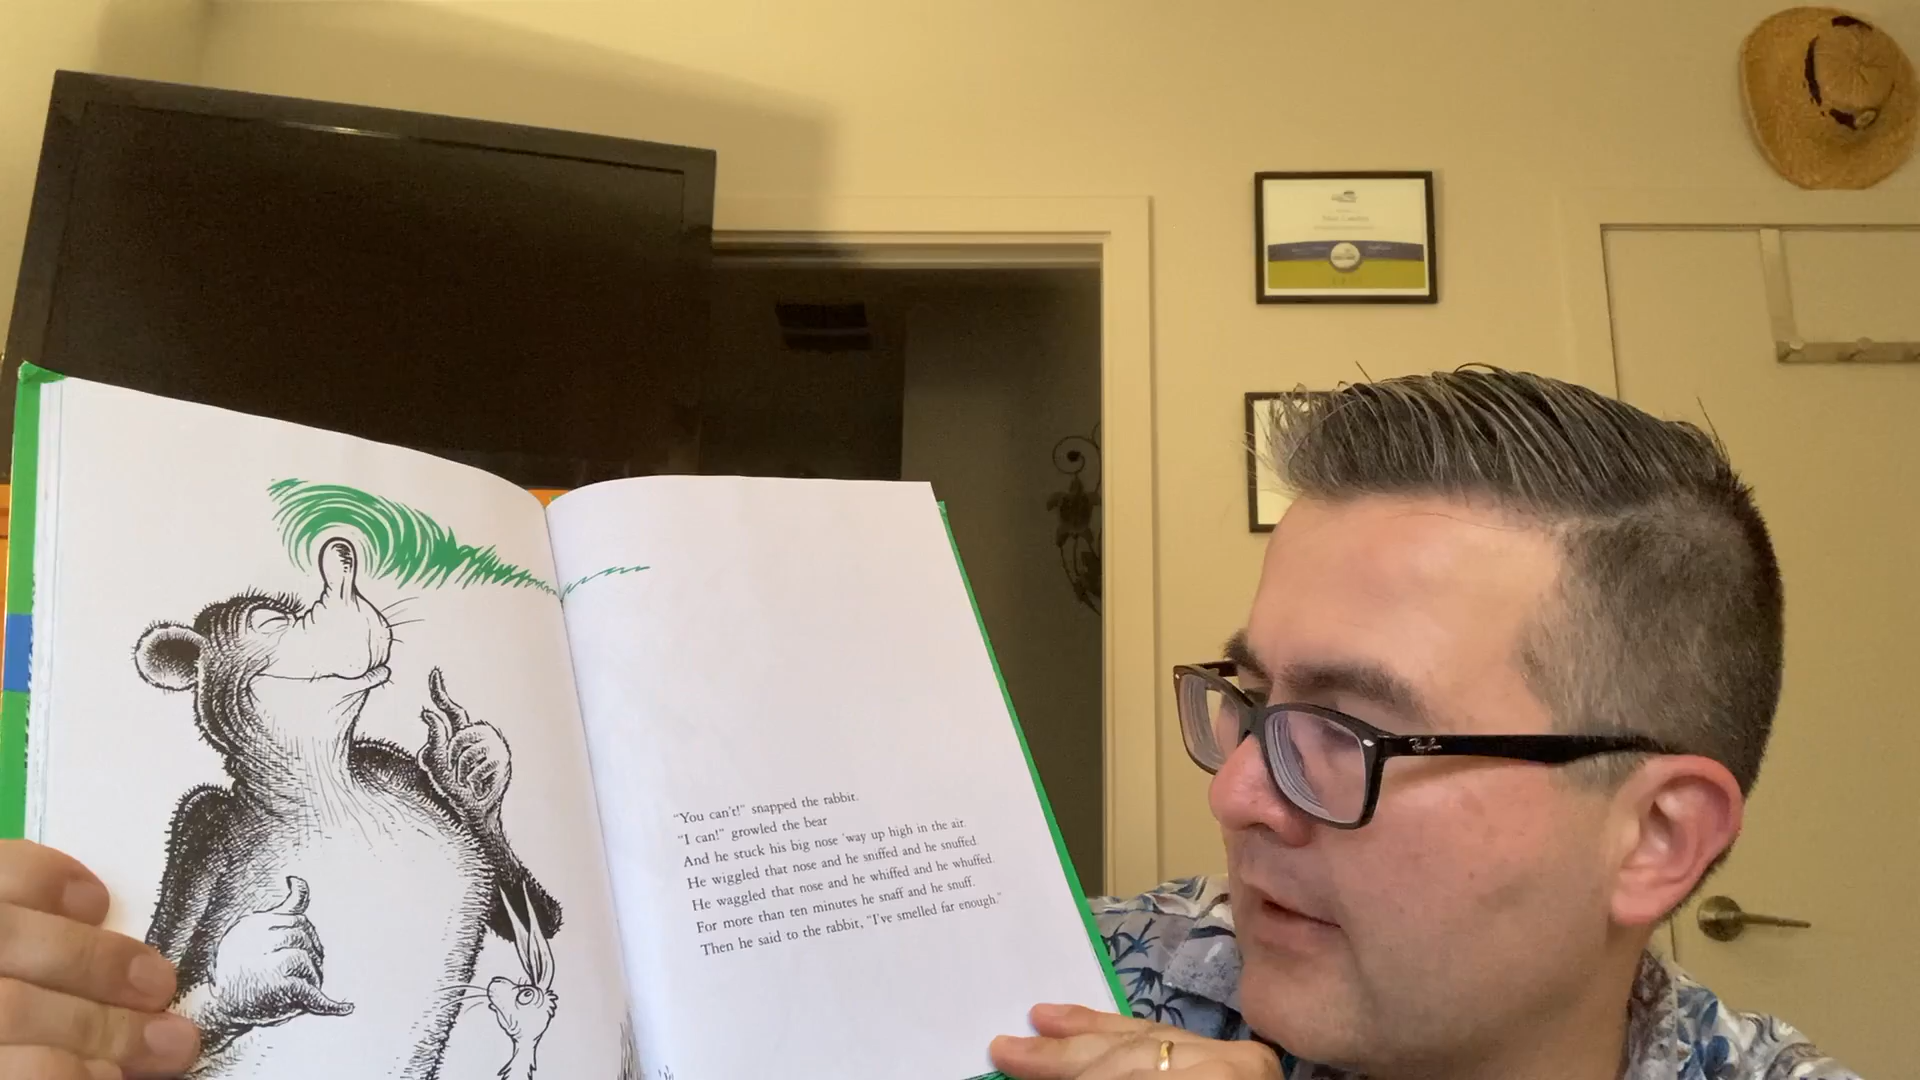 "You can't!" snapped the rabbit.
"I can!" growled the bear
And he stuck his big nose 'way up high in the air.
He wiggled that nose and he sniffed and he snuffed.
He waggled that nose and he whiffed and he whuffed.
For more than ten minutes he snaff and he snuff.
Then he said to the rabbit, "I've smelled far enough."
Ray-Ban